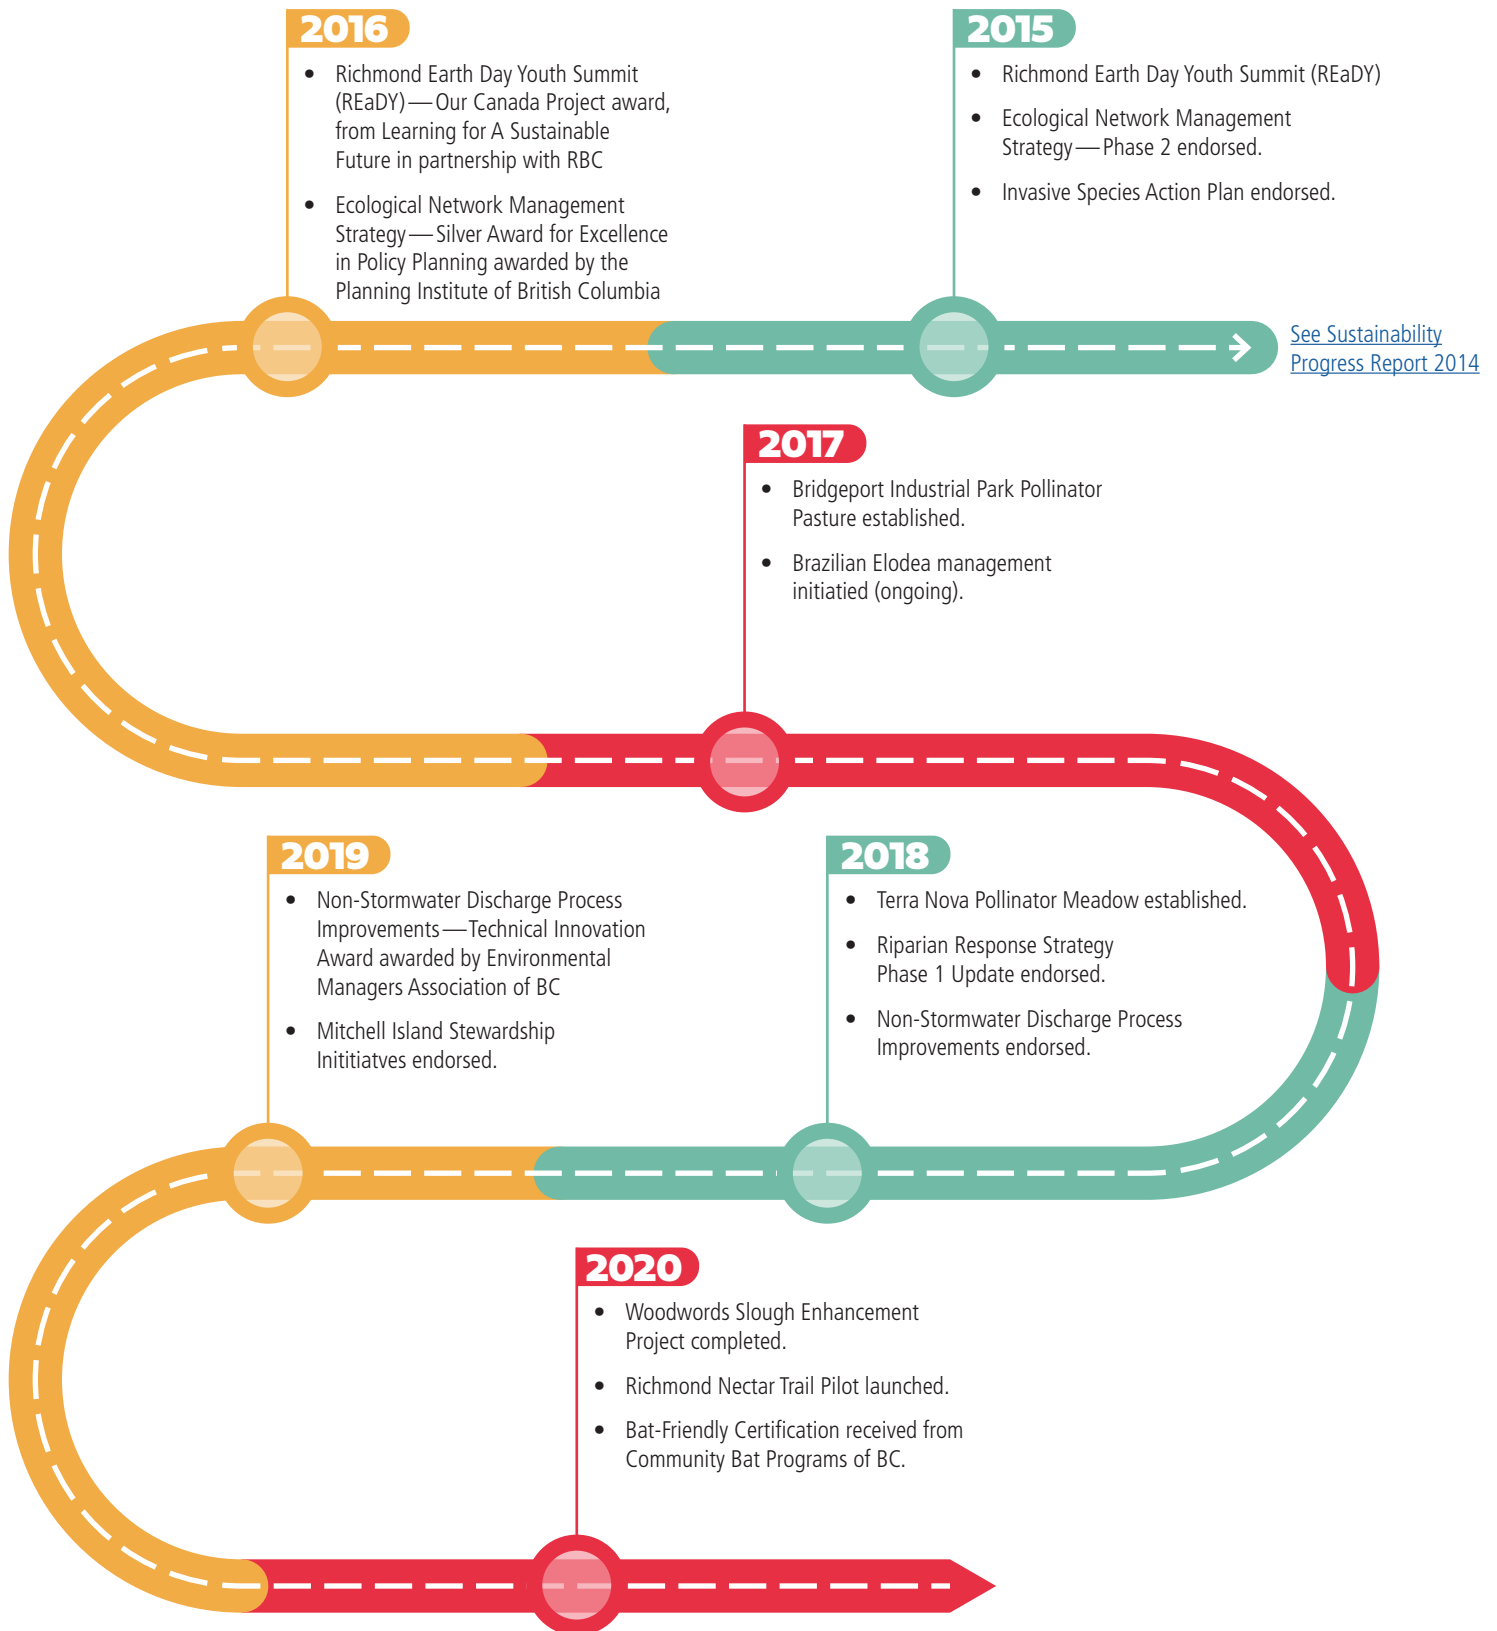 2016
• Richmond Earth Day Youth Summit
(REaDY)—Our Canada Project award,
from Learning for A Sustainable
Future in partnership with RBC
• Ecological Network Management
Strategy—Silver Award for Excellence
in Policy Planning awarded by the
Planning Institute of British Columbia
2015
• Richmond Earth Day Youth Summit (REaDY)
• Ecological Network Management
Strategy—Phase 2 endorsed.
• Invasive Species Action Plan endorsed.
See Sustainability
Progress Report 2014
2017
• Bridgeport Industrial Park Pollinator
Pasture established.
• Brazilian Elodea management
initiatied (ongoing).
2019
• Non-Stormwater Discharge Process
Improvements—Technical Innovation
Award awarded by Environmental
Managers Association of BC
• Mitchell Island Stewardship
Inititiatves endorsed.
2018
• Terra Nova Pollinator Meadow established.
• Riparian Response Strategy
Phase 1 Update endorsed.
• Non-Stormwater Discharge Process
Improvements endorsed.
2020
• Woodwords Slough Enhancement
Project completed.
• Richmond Nectar Trail Pilot launched.
• Bat-Friendly Certification received from
Community Bat Programs of BC.